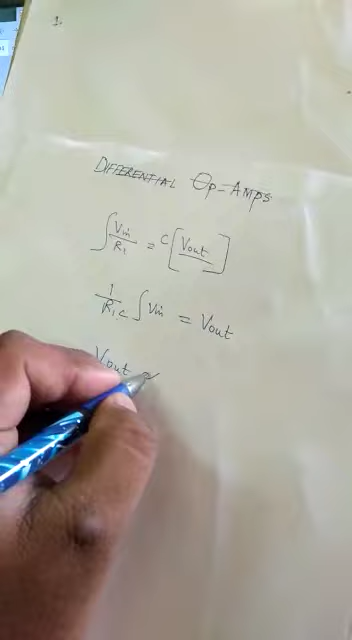 1.
DIFFERENTIAL Op-Amps
∫ Vin/R₁ = C [Vout]
1/R₁C ∫ Vin = Vout
Vout